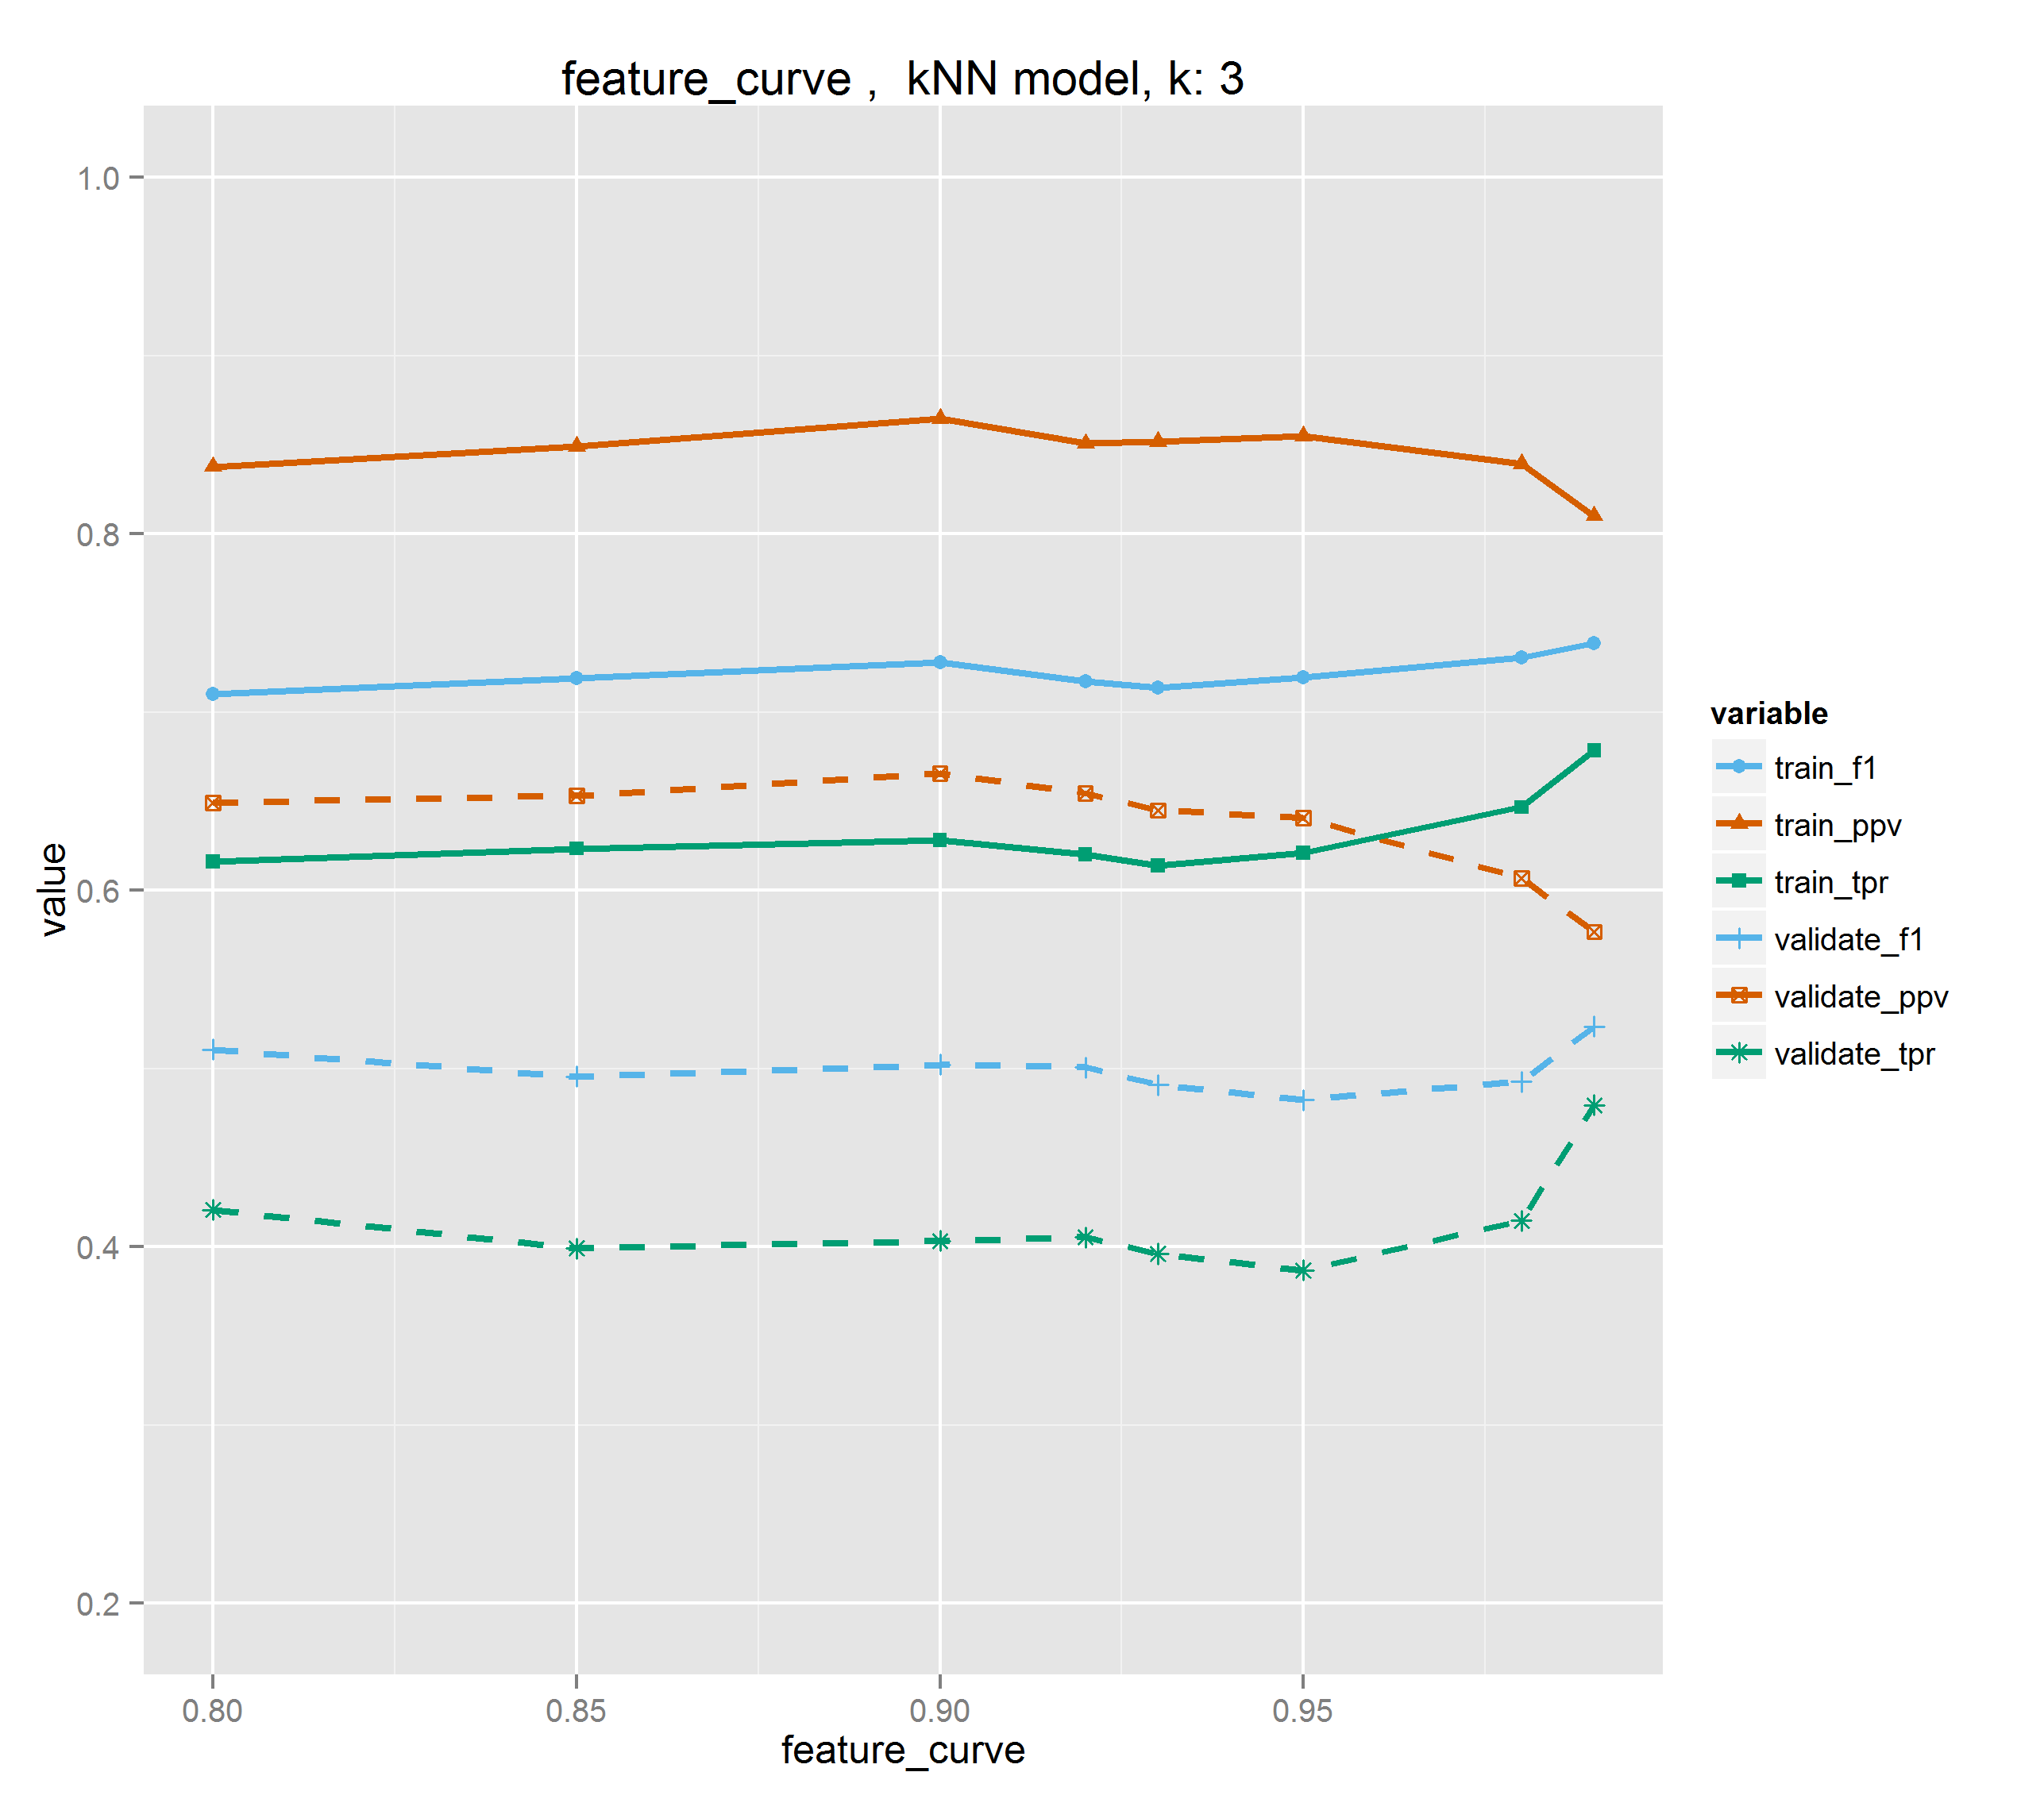 feature_curve ,  kNN model, k: 3
1.0
0.8
0.6
0.4
0.2
value
0.80
0.85
0.90
0.95
feature_curve
variable
train_f1
train_ppv
train_tpr
validate_f1
validate_ppv
validate_tpr